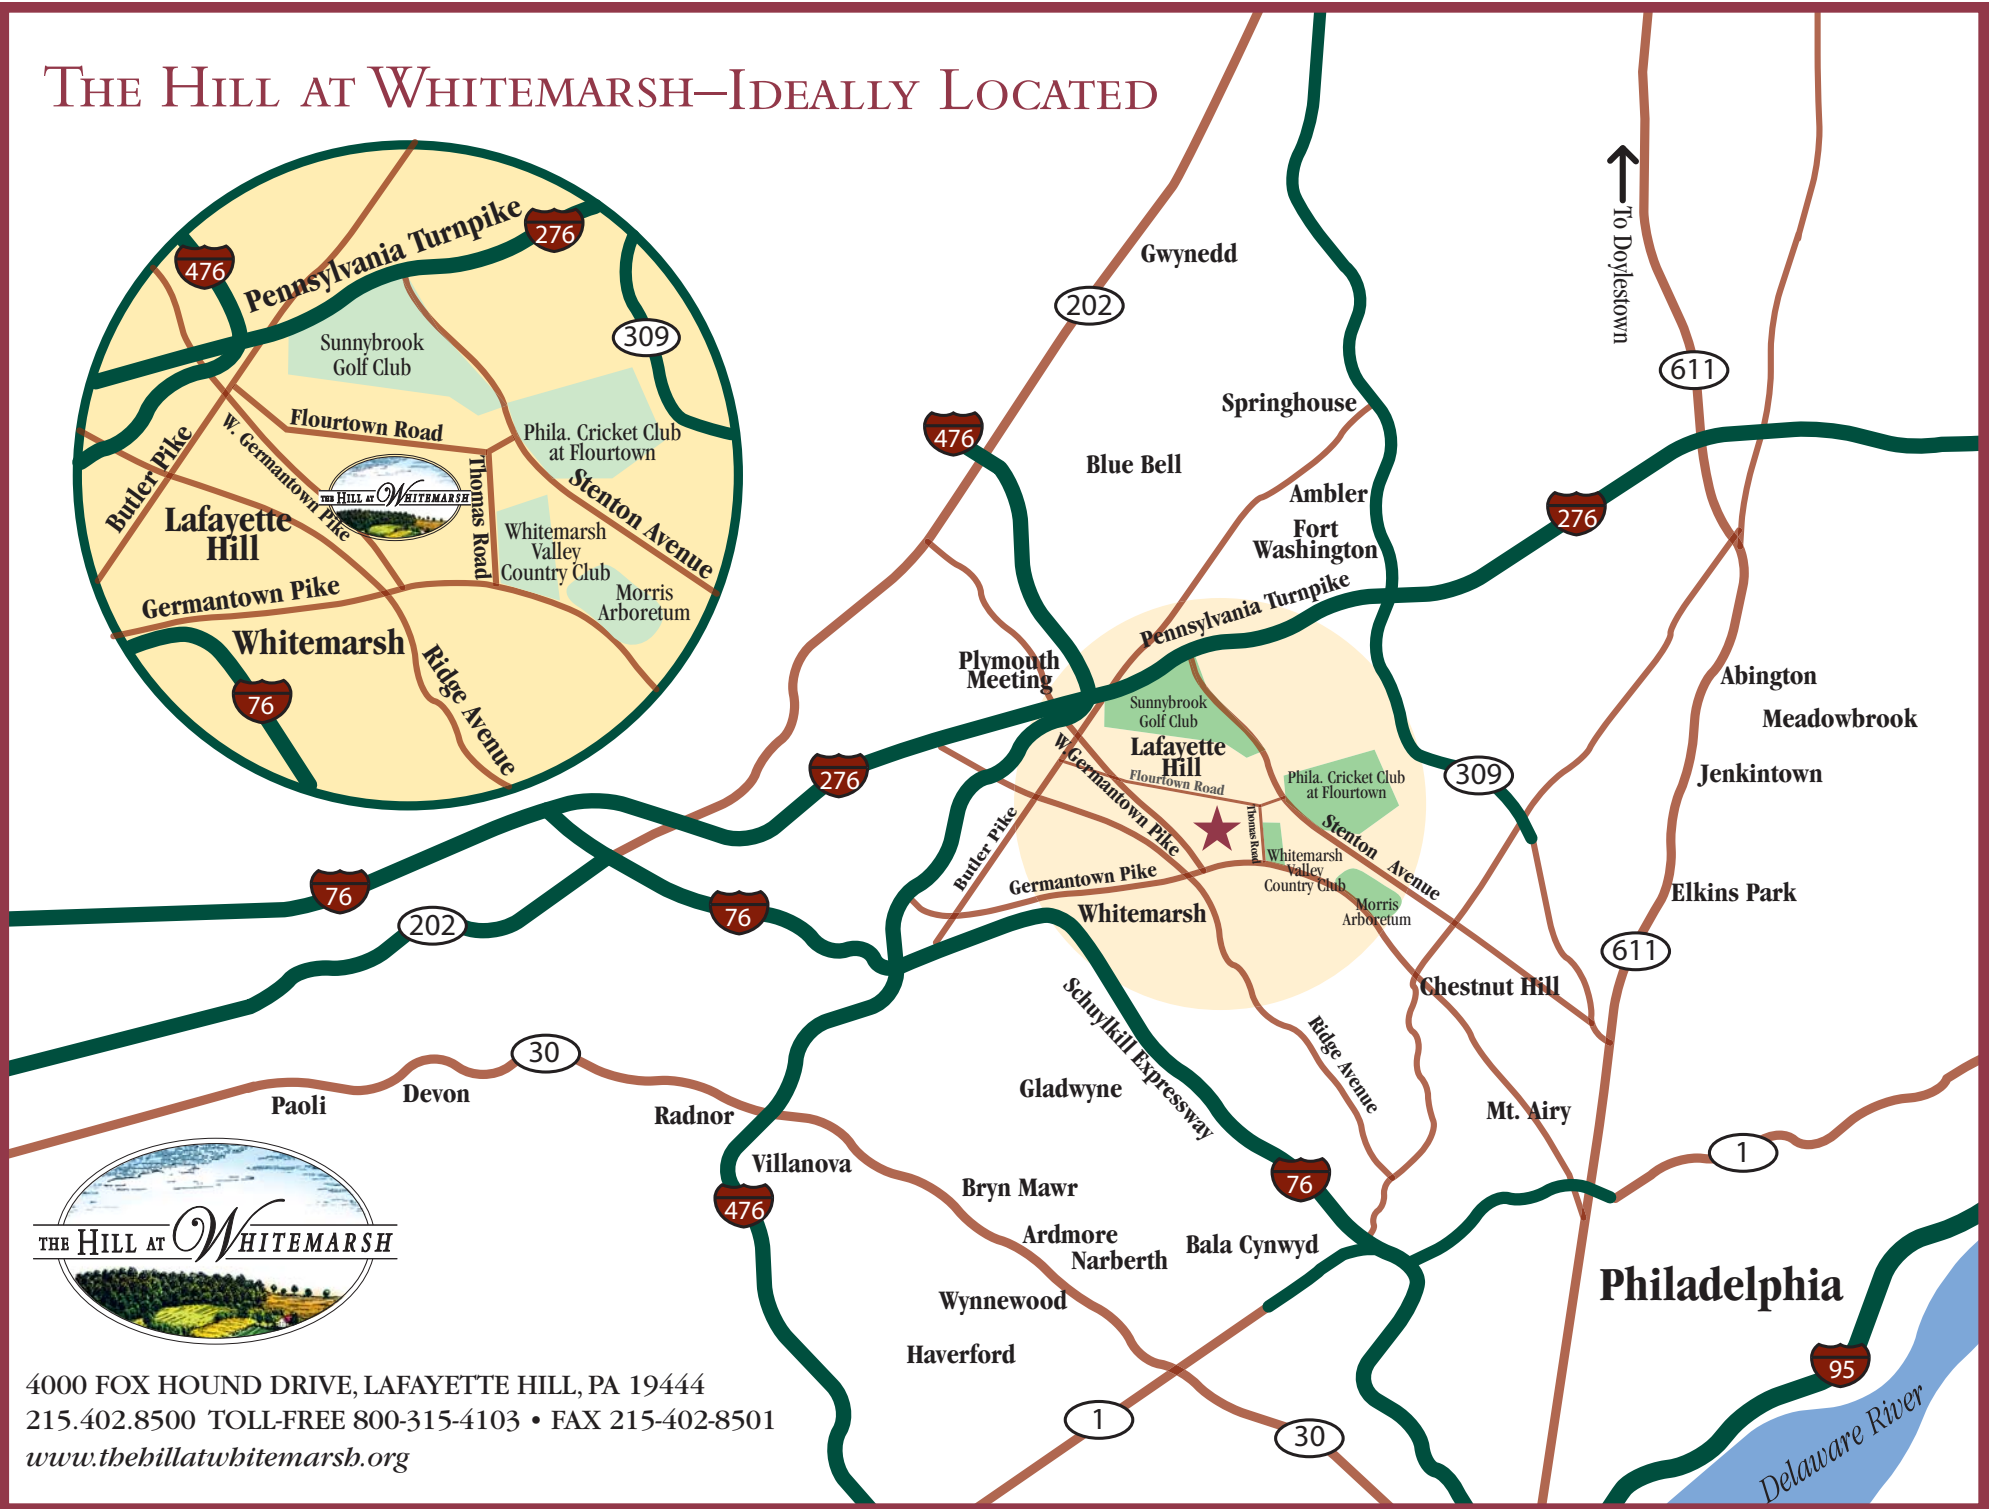 THE HILL AT WHITEMARSH–IDEALLY LOCATED
476
Pennsylvania Turnpike
276
309
Sunnybrook
Golf Club
Flourtown Road
W. Germantown Pike
Butler Pike
Phila. Cricket Club
at Flourtown
Stenton Avenue
Thomas Road
THE HILL AT WHITEMARSH
Lafayette
Hill
Whitemarsh
Valley
Country Club
Morris
Arboretum
Germantown Pike
Whitemarsh
Ridge Avenue
76
Gwynedd
202
To Doylestown
611
Springhouse
476
Blue Bell
Ambler
Fort
Washington
276
Pennsylvania Turnpike
Plymouth
Meeting
Abington
Meadowbrook
Sunnybrook
Golf Club
Lafayette
Hill
W. Germantown Pike
Flourtown Road
Phila. Cricket Club
at Flourtown
309
Jenkintown
276
Butler Pike
Thomas Road
Stenton Avenue
Whitemarsh
Valley
Country Club
Germantown Pike
Whitemarsh
Morris
Arboretum
Elkins Park
76
202
76
611
Chestnut Hill
Schuylkill Expressway
Ridge Avenue
30
Paoli
Devon
Radnor
Gladwyne
Mt. Airy
1
Villanova
476
Bryn Mawr
76
Ardmore
Narberth
Bala Cynwyd
Wynnewood
Haverford
Philadelphia
95
1
30
Delaware River
THE HILL AT WHITEMARSH
4000 FOX HOUND DRIVE, LAFAYETTE HILL, PA 19444
215.402.8500 TOLL-FREE 800-315-4103 • FAX 215-402-8501
www.thehillatwhitemarsh.org